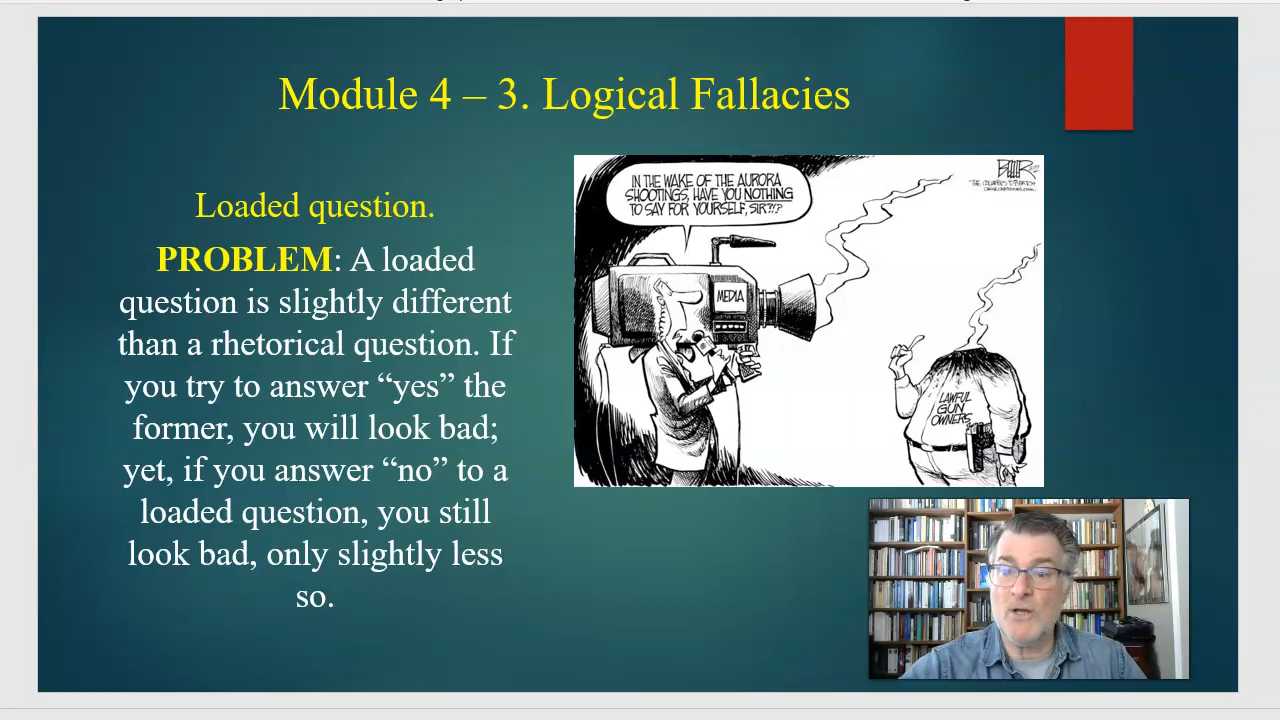 Module 4 – 3. Logical Fallacies
Loaded question.
PROBLEM: A loaded
question is slightly different
than a rhetorical question. If
you try to answer “yes” the
former, you will look bad;
yet, if you answer “no” to a
loaded question, you still
look bad, only slightly less
so.
IN THE WAKE OF THE AURORA
SHOOTINGS, HAVE YOU NOTHING
TO SAY FOR YOURSELF, SIR?!?
MEDIA
LAWFUL
GUN
OWNERS